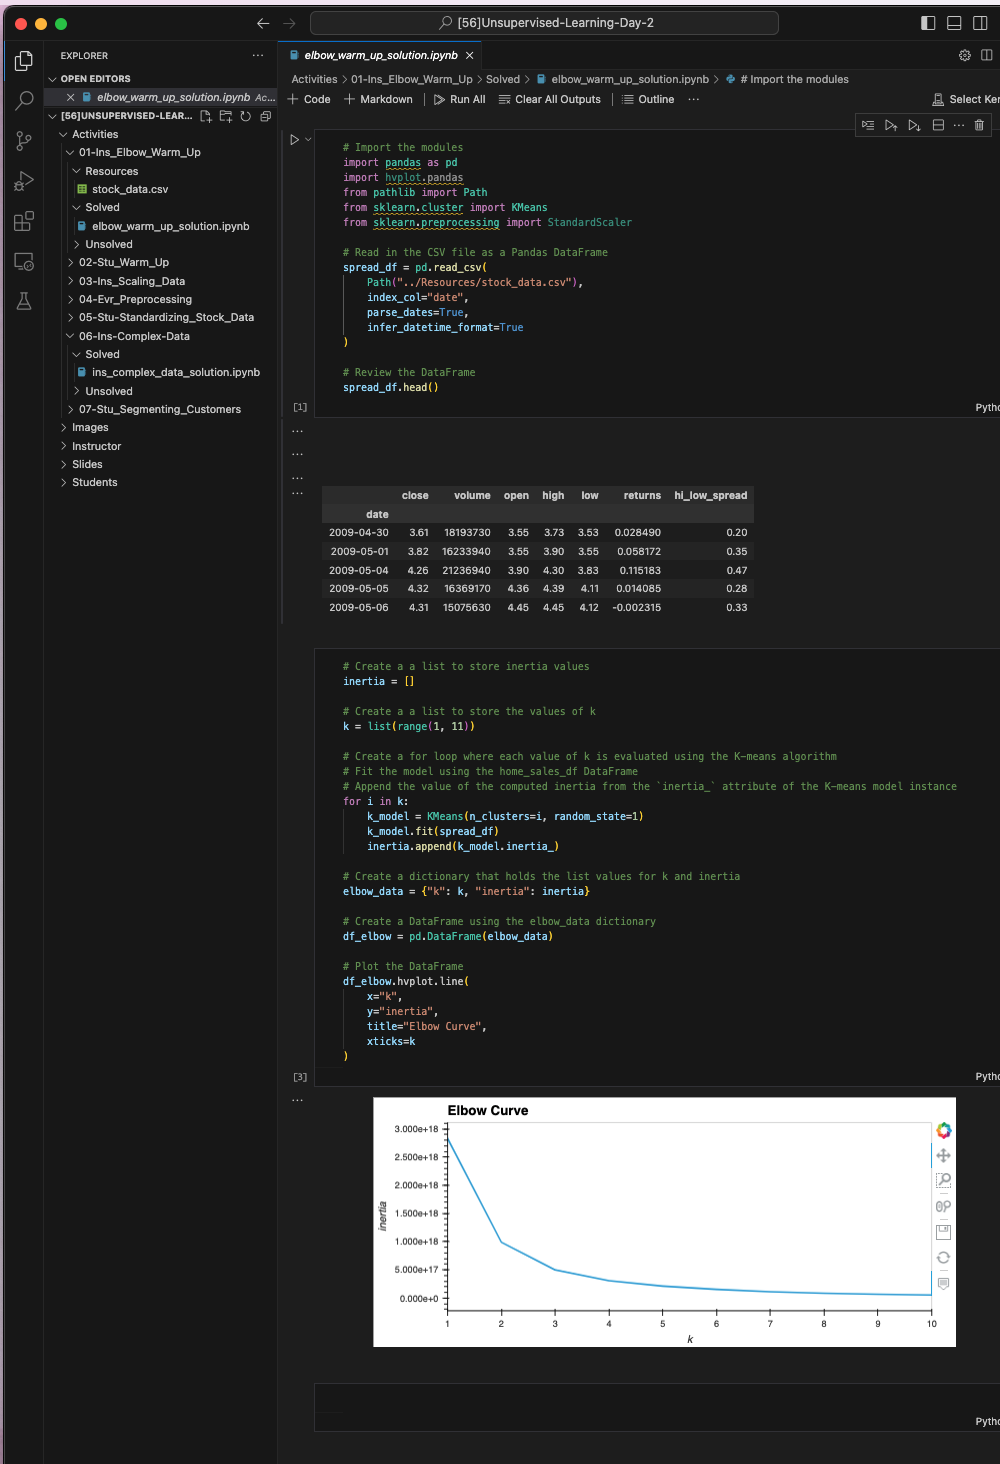 [56]Unsupervised-Learning-Day-2
EXPLORER
OPEN EDITORS
elbow_warm_up_solution.ipynb Ac...
[56]UNSUPERVISED-LEAR...
Activities
01-Ins_Elbow_Warm_Up
Resources
stock_data.csv
Solved
elbow_warm_up_solution.ipynb
Unsolved
02-Stu_Warm_Up
03-Ins_Scaling_Data
04-Evr_Preprocessing
05-Stu-Standardizing_Stock_Data
06-Ins-Complex-Data
Solved
ins_complex_data_solution.ipynb
Unsolved
07-Stu_Segmenting_Customers
Images
Instructor
Slides
Students
elbow_warm_up_solution.ipynb
Activities > 01-Ins_Elbow_Warm_Up > Solved > elbow_warm_up_solution.ipynb > # Import the modules
+ Code + Markdown Run All Clear All Outputs Outline ... Select Ker
# Import the modules
import pandas as pd
import hvplot.pandas
from pathlib import Path
from sklearn.cluster import KMeans
from sklearn.preprocessing import StandardScaler
# Read in the CSV file as a Pandas DataFrame
spread_df = pd.read_csv(
Path("../Resources/stock_data.csv"),
index_col="date",
parse_dates=True,
infer_datetime_format=True
)
# Review the DataFrame
spread_df.head()
[1]
Pytho
...
...
...
...
close volume open high low returns hi_low_spread
date
2009-04-30 3.61 18193730 3.55 3.73 3.53 0.028490 0.20
2009-05-01 3.82 16233940 3.55 3.90 3.55 0.058172 0.35
2009-05-04 4.26 21236940 3.90 4.30 3.83 0.115183 0.47
2009-05-05 4.32 16369170 4.36 4.39 4.11 0.014085 0.28
2009-05-06 4.31 15075630 4.45 4.45 4.12 -0.002315 0.33
# Create a a list to store inertia values
inertia = []
# Create a a list to store the values of k
k = list(range(1, 11))
# Create a for loop where each value of k is evaluated using the K-means algorithm
# Fit the model using the home_sales_df DataFrame
# Append the value of the computed inertia from the `inertia_` attribute of the K-means model instance
for i in k:
k_model = KMeans(n_clusters=i, random_state=1)
k_model.fit(spread_df)
inertia.append(k_model.inertia_)
# Create a dictionary that holds the list values for k and inertia
elbow_data = {"k": k, "inertia": inertia}
# Create a DataFrame using the elbow_data dictionary
df_elbow = pd.DataFrame(elbow_data)
# Plot the DataFrame
df_elbow.hvplot.line(
x="k",
y="inertia",
title="Elbow Curve",
xticks=k
)
[3]
Pytho
...
Elbow Curve
3.000e+18
2.500e+18
2.000e+18
1.500e+18
1.000e+18
5.000e+17
0.000e+0
inertia
1 2 3 4 5 6 7 8 9 10
k
Pytho